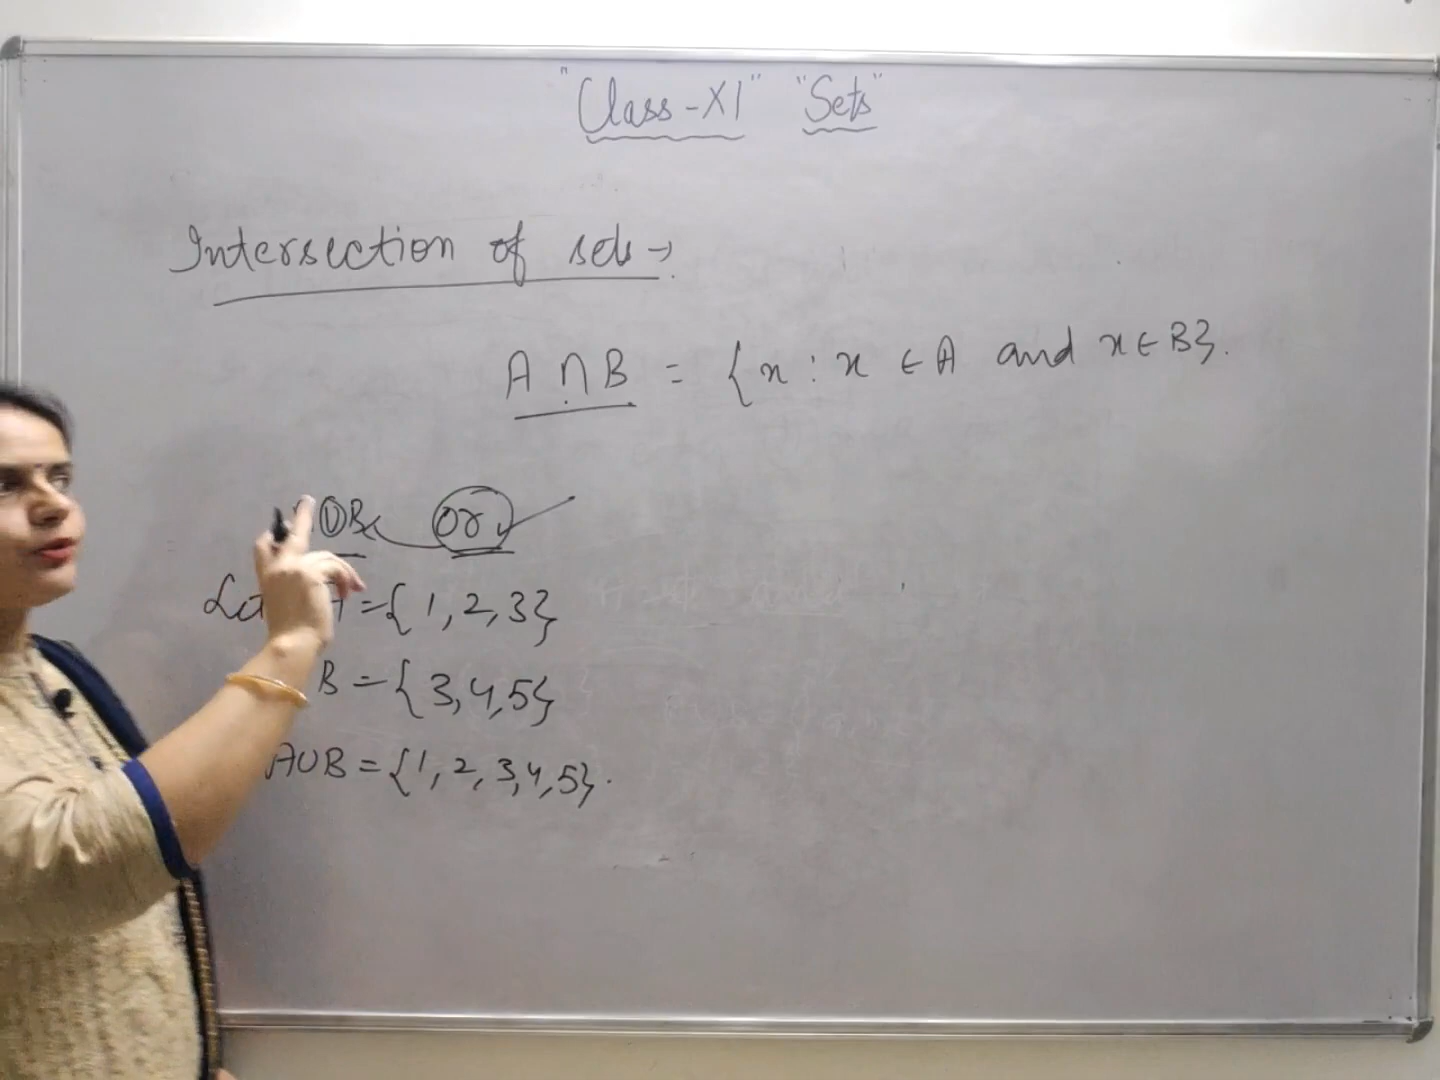 "Class-XI" "Sets"
Intersection of sets→
A ∩ B = {x : x ∈ A and x ∈ B}.
∪B or
A = {1, 2, 3}
B = {3, 4, 5}
A∪B = {1, 2, 3, 4, 5}.